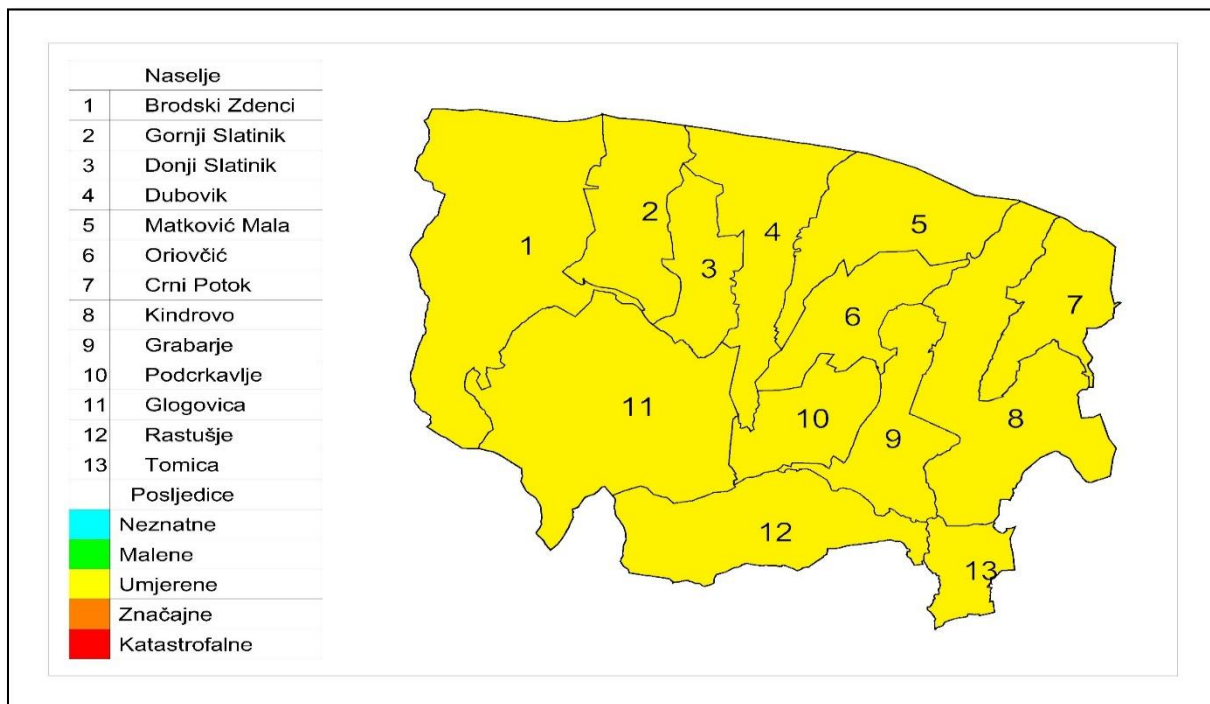 Naselje
1 Brodski Zdenci
2 Gornji Slatinik
3 Donji Slatinik
4 Dubovik
5 Matković Mala
6 Oriovčić
7 Crni Potok
8 Kindrovo
9 Grabarje
10 Podcrkavlje
11 Glogovica
12 Rastušje
13 Tomica
Posljedice
Neznatne
Malene
Umjerene
Značajne
Katastrofalne
1
2
3
4
5
6
7
8
9
10
11
12
13